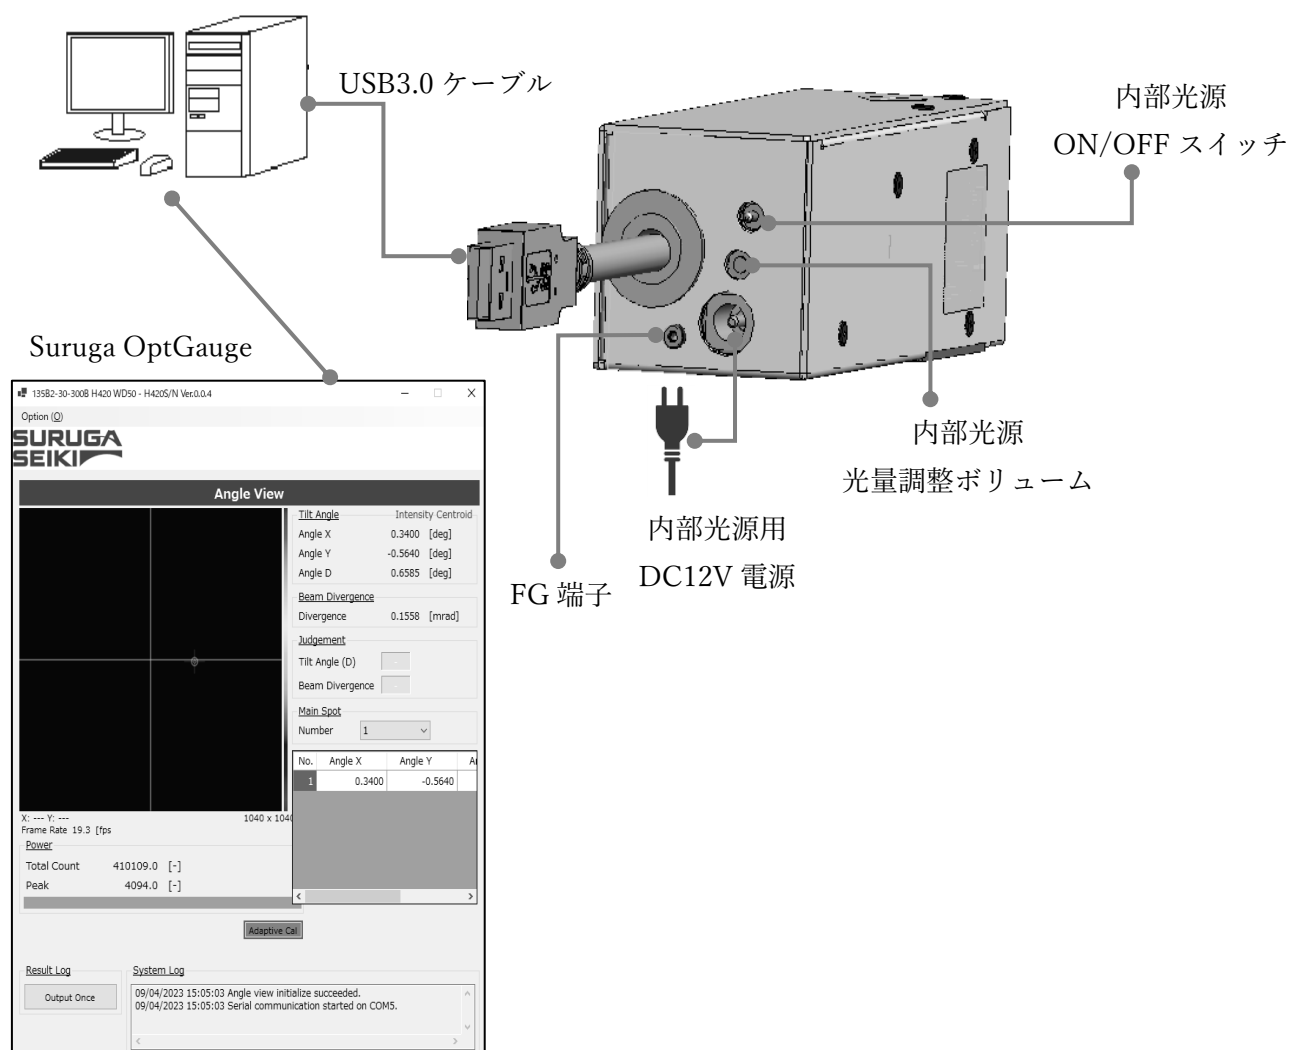 USB3.0 ケーブル
内部光源
ON/OFF スイッチ
Suruga OptGauge
内部光源
光量調整ボリューム
内部光源用
DC12V 電源
FG 端子
135B2-30-300B H420 WD50 - H420S/N Ver.0.0.4
Option (O)
SURUGA
SEIKI
Angle View
Tilt Angle Intensity Centroid
Angle X 0.3400 [deg]
Angle Y -0.5640 [deg]
Angle D 0.6585 [deg]
Beam Divergence
Divergence 0.1558 [mrad]
Judgement
Tilt Angle (D) -
Beam Divergence -
Main Spot
Number 1
No. Angle X Angle Y
1 0.3400 -0.5640
X: --- Y: --- 1040 x 1040
Frame Rate 19.3 [fps
Power
Total Count 410109.0 [-]
Peak 4094.0 [-]
Adaptive Cal
Result Log
Output Once
System Log
09/04/2023 15:05:03 Angle view initialize succeeded.
09/04/2023 15:05:03 Serial communication started on COM5.